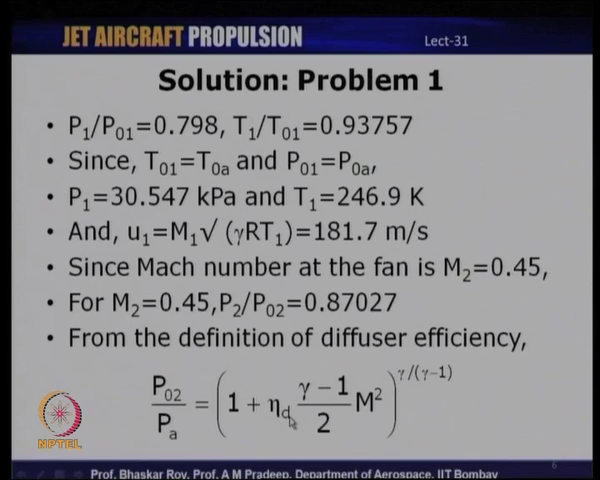 JET AIRCRAFT PROPULSION
Lect-31
Solution: Problem 1
• P₁/P₀₁=0.798, T₁/T₀₁=0.93757
• Since, T₀₁=T₀ₐ and P₀₁=P₀ₐ,
• P₁=30.547 kPa and T₁=246.9 K
• And, u₁=M₁√ (γRT₁)=181.7 m/s
• Since Mach number at the fan is M₂=0.45,
• For M₂=0.45,P₂/P₀₂=0.87027
• From the definition of diffuser efficiency,
P₀₂/Pₐ = (1 + η_d (γ−1)/2 M²)^γ/(γ−1)
NPTEL
6
Prof. Bhaskar Roy, Prof. A M Pradeep, Department of Aerospace, IIT Bombay